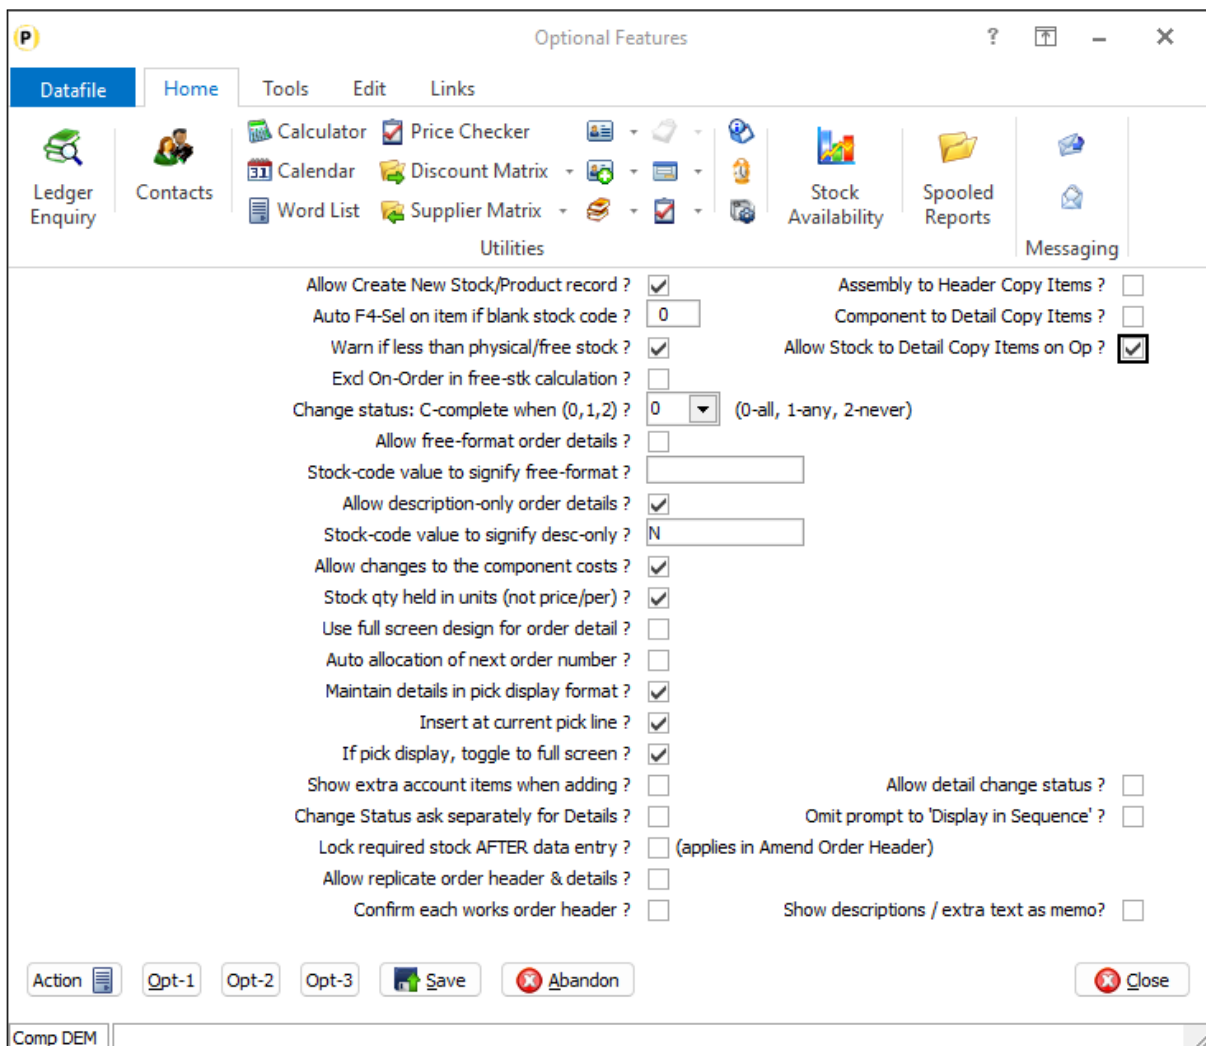 P
Optional Features
?
Datafile Home Tools Edit Links
Ledger Enquiry
Contacts
Calculator
Calendar
31
Word List
Price Checker
Discount Matrix
Supplier Matrix
Utilities
Stock Availability
Spooled Reports
Messaging
Allow Create New Stock/Product record ? Assembly to Header Copy Items ?
Auto F4-Sel on item if blank stock code ? 0 Component to Detail Copy Items ?
Warn if less than physical/free stock ? Allow Stock to Detail Copy Items on Op ?
Excl On-Order in free-stk calculation ?
Change status: C-complete when (0,1,2) ? 0 (0-all, 1-any, 2-never)
Allow free-format order details ?
Stock-code value to signify free-format ?
Allow description-only order details ?
Stock-code value to signify desc-only ? N
Allow changes to the component costs ?
Stock qty held in units (not price/per) ?
Use full screen design for order detail ?
Auto allocation of next order number ?
Maintain details in pick display format ?
Insert at current pick line ?
If pick display, toggle to full screen ?
Show extra account items when adding ? Allow detail change status ?
Change Status ask separately for Details ? Omit prompt to 'Display in Sequence' ?
Lock required stock AFTER data entry ? (applies in Amend Order Header)
Allow replicate order header & details ?
Confirm each works order header ? Show descriptions / extra text as memo?
Action Opt-1 Opt-2 Opt-3 Save Abandon Close
Comp DEM